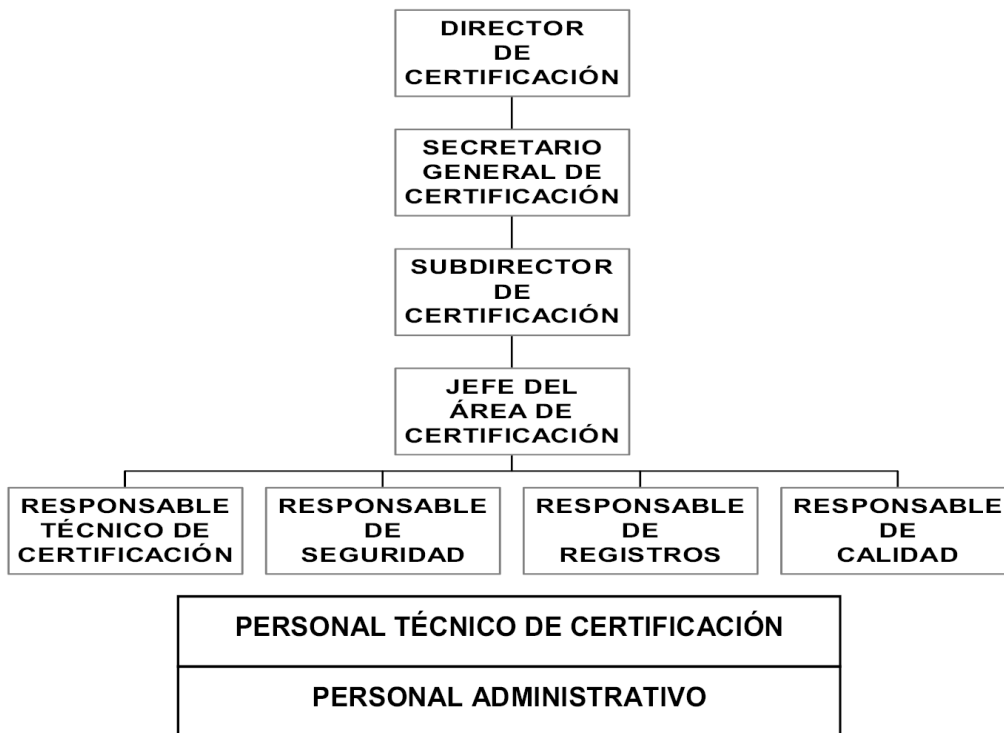 DIRECTOR
DE
CERTIFICACIÓN
SECRETARIO
GENERAL DE
CERTIFICACIÓN
SUBDIRECTOR
DE
CERTIFICACIÓN
JEFE DEL
ÁREA DE
CERTIFICACIÓN
RESPONSABLE
TÉCNICO DE
CERTIFICACIÓN
RESPONSABLE
DE
SEGURIDAD
RESPONSABLE
DE
REGISTROS
RESPONSABLE
DE
CALIDAD
PERSONAL TÉCNICO DE CERTIFICACIÓN
PERSONAL ADMINISTRATIVO